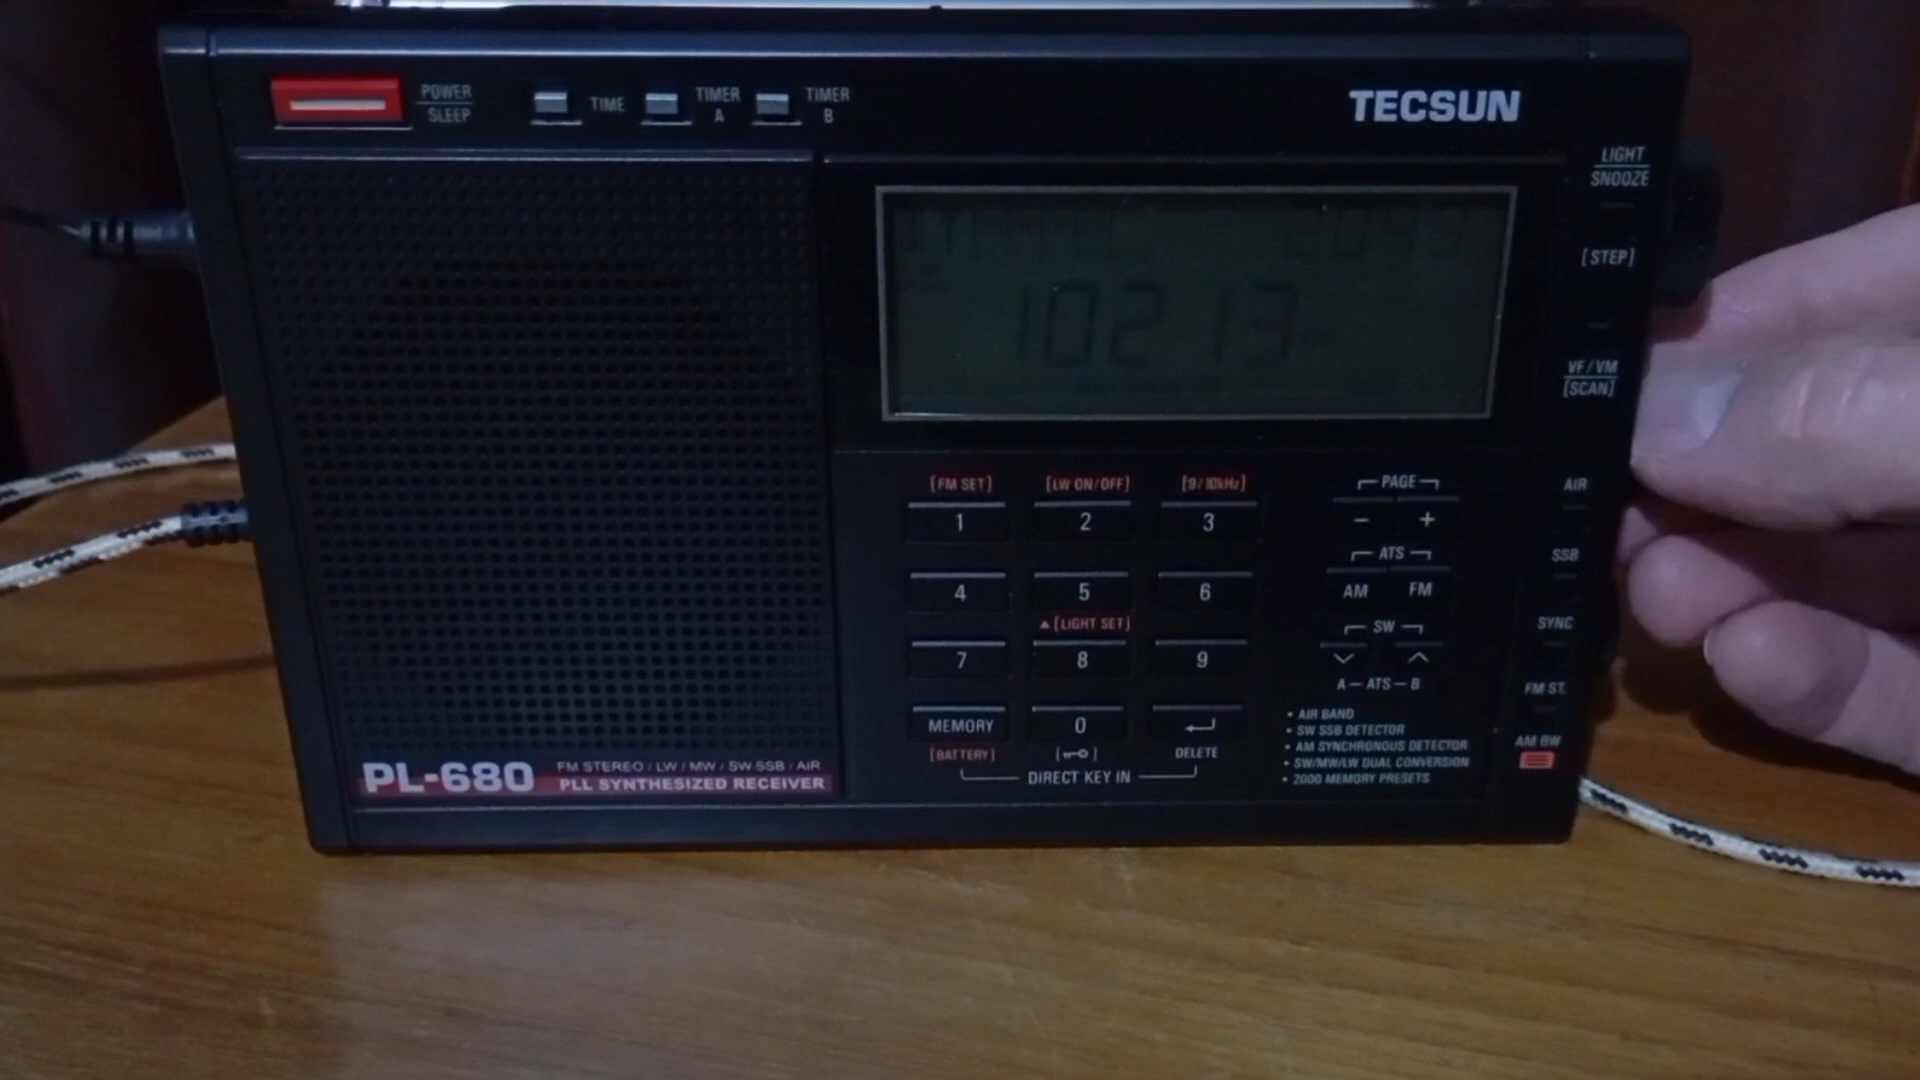 POWER
SLEEP
TIME
TIMER
A
TIMER
B
TECSUN
LIGHT
SNOOZE
[STEP]
VF/VM
[SCAN]
AIR
SSB
SYNC
FM ST.
AM BW
2049
10213
[FM SET] [LW ON/OFF] [9/10kHz]
1 2 3
4 5 6
▲[LIGHT SET]
7 8 9
MEMORY 0
[BATTERY] DELETE
DIRECT KEY IN
PAGE
- +
ATS
AM FM
SW
A-ATS-B
• AIR BAND
• SW SSB DETECTOR
• AM SYNCHRONOUS DETECTOR
• SW/MW/LW DUAL CONVERSION
• 2000 MEMORY PRESETS
PL-680
FM STEREO / LW / MW / SW SSB / AIR
PLL SYNTHESIZED RECEIVER